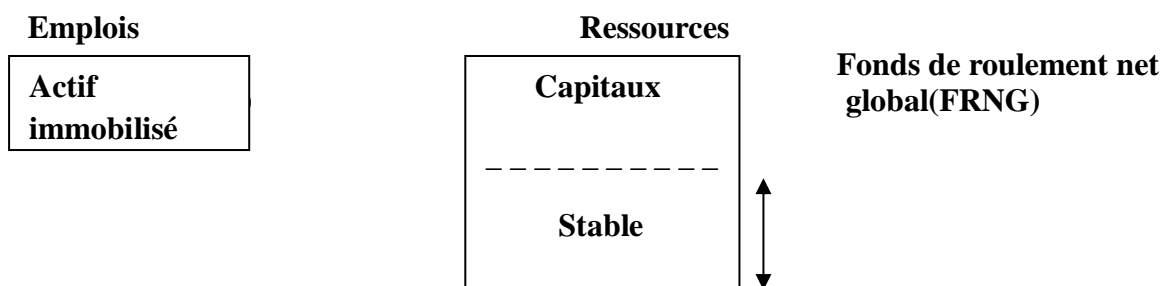 Emplois
Ressources
Actif
immobilisé
Capitaux
Stable
Fonds de roulement net
global(FRNG)